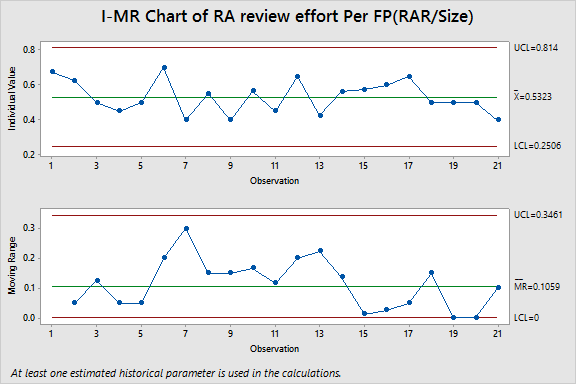 I-MR Chart of RA review effort Per FP(RAR/Size)
Individual Value
0.8
0.6
0.4
0.2
UCL=0.814
X̅=0.5323
LCL=0.2506
1 3 5 7 9 11 13 15 17 19 21
Observation
Moving Range
0.3
0.2
0.1
0.0
UCL=0.3461
M̅R̅=0.1059
LCL=0
1 3 5 7 9 11 13 15 17 19 21
Observation
At least one estimated historical parameter is used in the calculations.